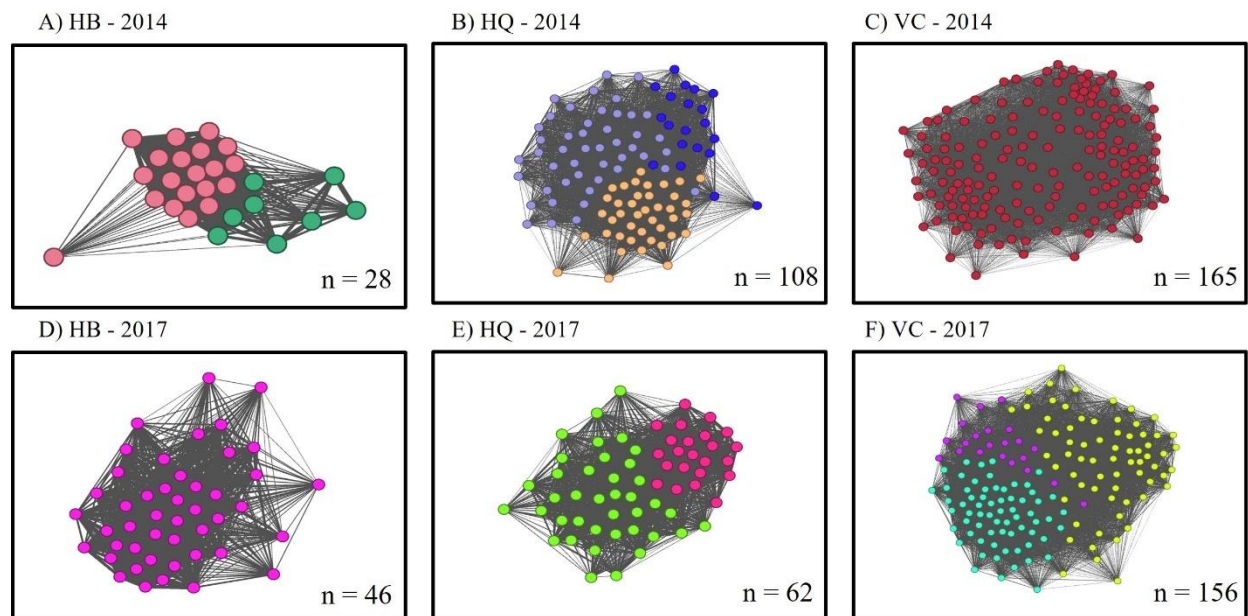 A) HB - 2014
B) HQ - 2014
C) VC - 2014
n = 28
n = 108
n = 165
D) HB - 2017
E) HQ - 2017
F) VC - 2017
n = 46
n = 62
n = 156